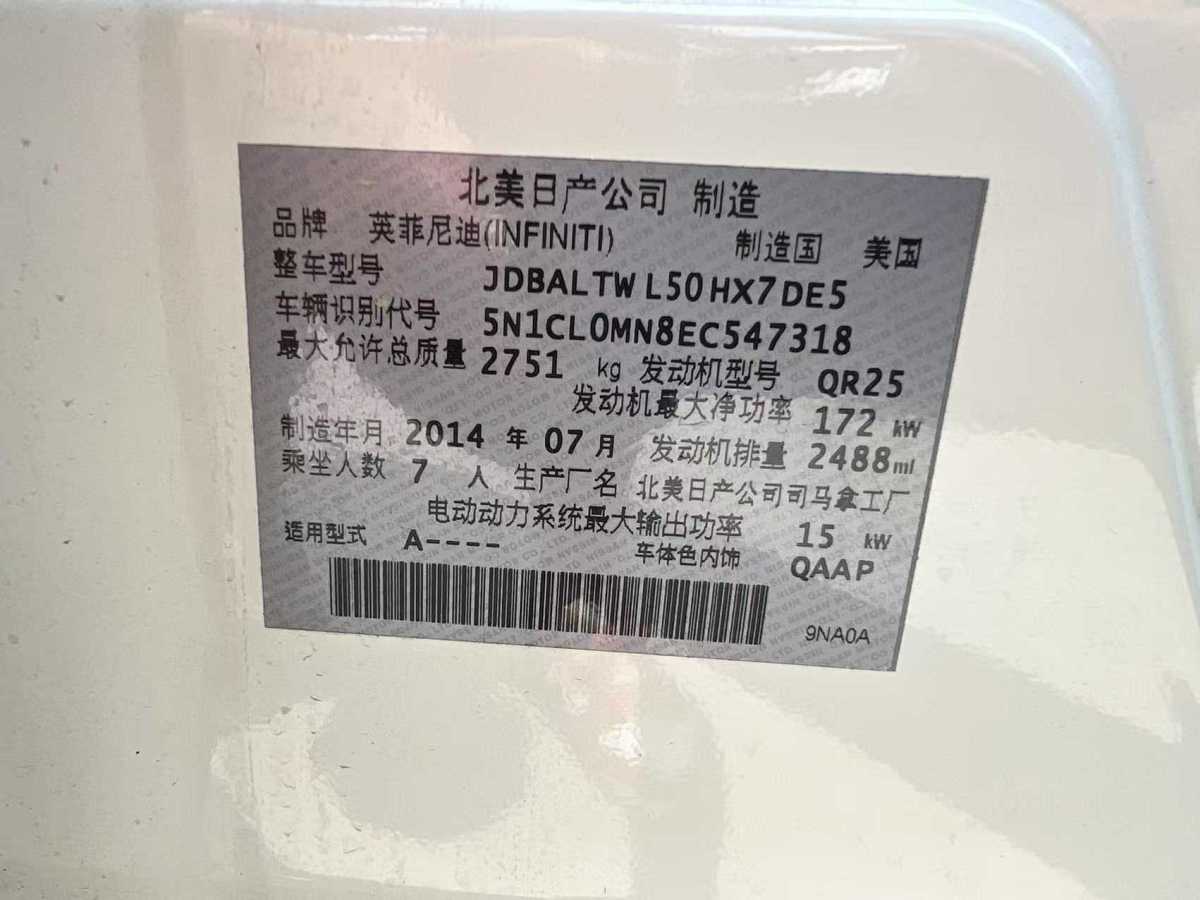 北美日产公司 制造
品牌 英菲尼迪(INFINITI) 制造国 美国
整车型号 JDBALTWL50HX7DE5
车辆识别代号 5N1CL0MN8EC547318
最大允许总质量 2751 kg 发动机型号 QR25
发动机最大净功率 172 kW
制造年月 2014 年 07 月 发动机排量 2488 ml
乘坐人数 7 人 生产厂名 北美日产公司司马拿工厂
电动动力系统最大输出功率 15 kW
适用型式 A---- 车体色内饰 QAAP
9NA0A